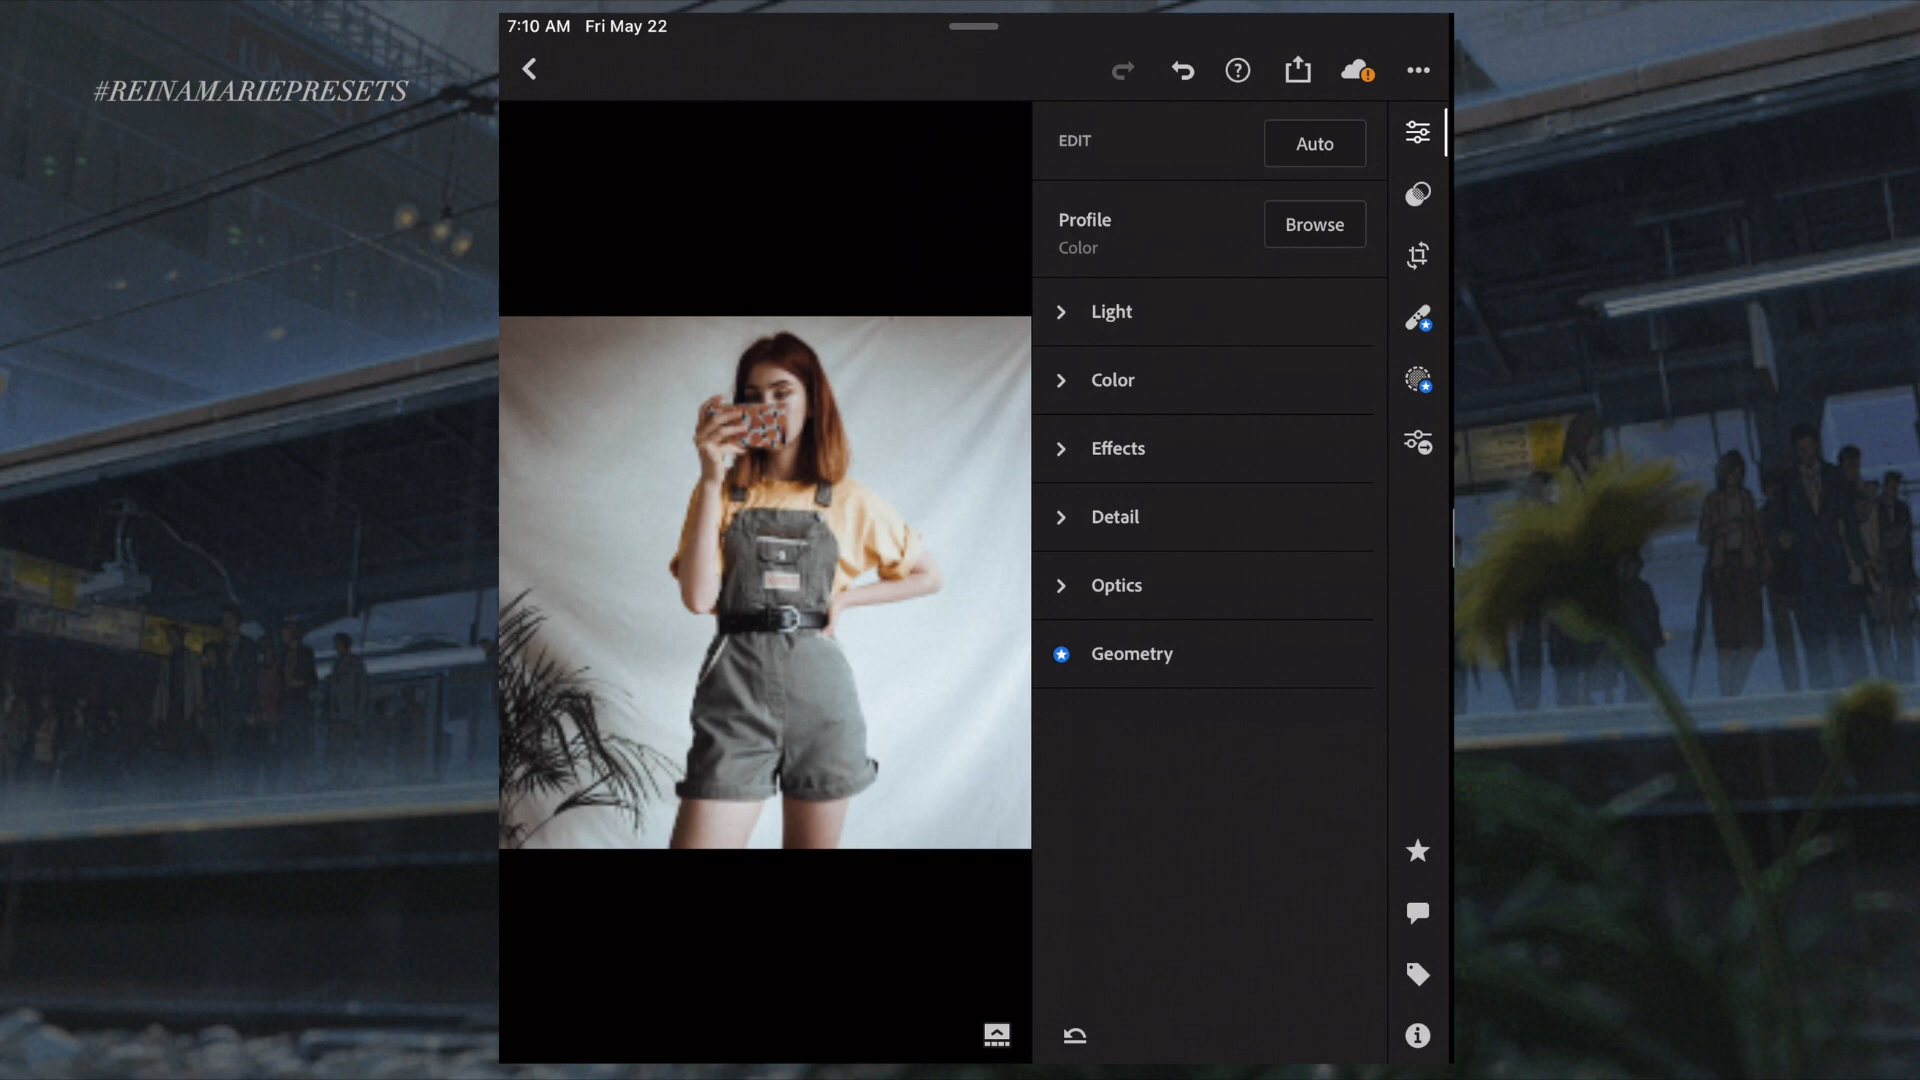 7:10 AM Fri May 22
#REINAMARIEPRESETS
EDIT
Auto
Profile
Browse
Color
Light
Color
Effects
Detail
Optics
Geometry